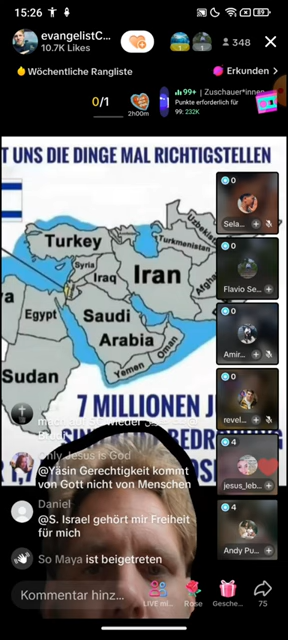 15:26
89
evangelistC...
10.7K Likes
348
Wöchentliche Rangliste
Erkunden >
0/1
2h00m
99+ | Zuschauer*innen
Punkte erforderlich für
99: 232K
T UNS DIE DINGE MAL RICHTIGSTELLEN
Turkey
Uzbekis
Turkmenistan
Syria
Iraq
Iran
Afgha
Egypt
Saudi
Arabia
Oman
Yemen
Sudan
7 MILLIONEN J
0
Sela...
0
Flavio Se...
0
Amir...
0
revel...
4
jesus_leb...
4
Andy Pu...
Only Jesus Is God
@Yäsin Gerechtigkeit kommt
von Gott nicht von Menschen
Daniel
@S. Israel gehört mir Freiheit
für mich
So Maya ist beigetreten
Kommentar hinz...
LIVE mi...
Rose
Gesche...
75